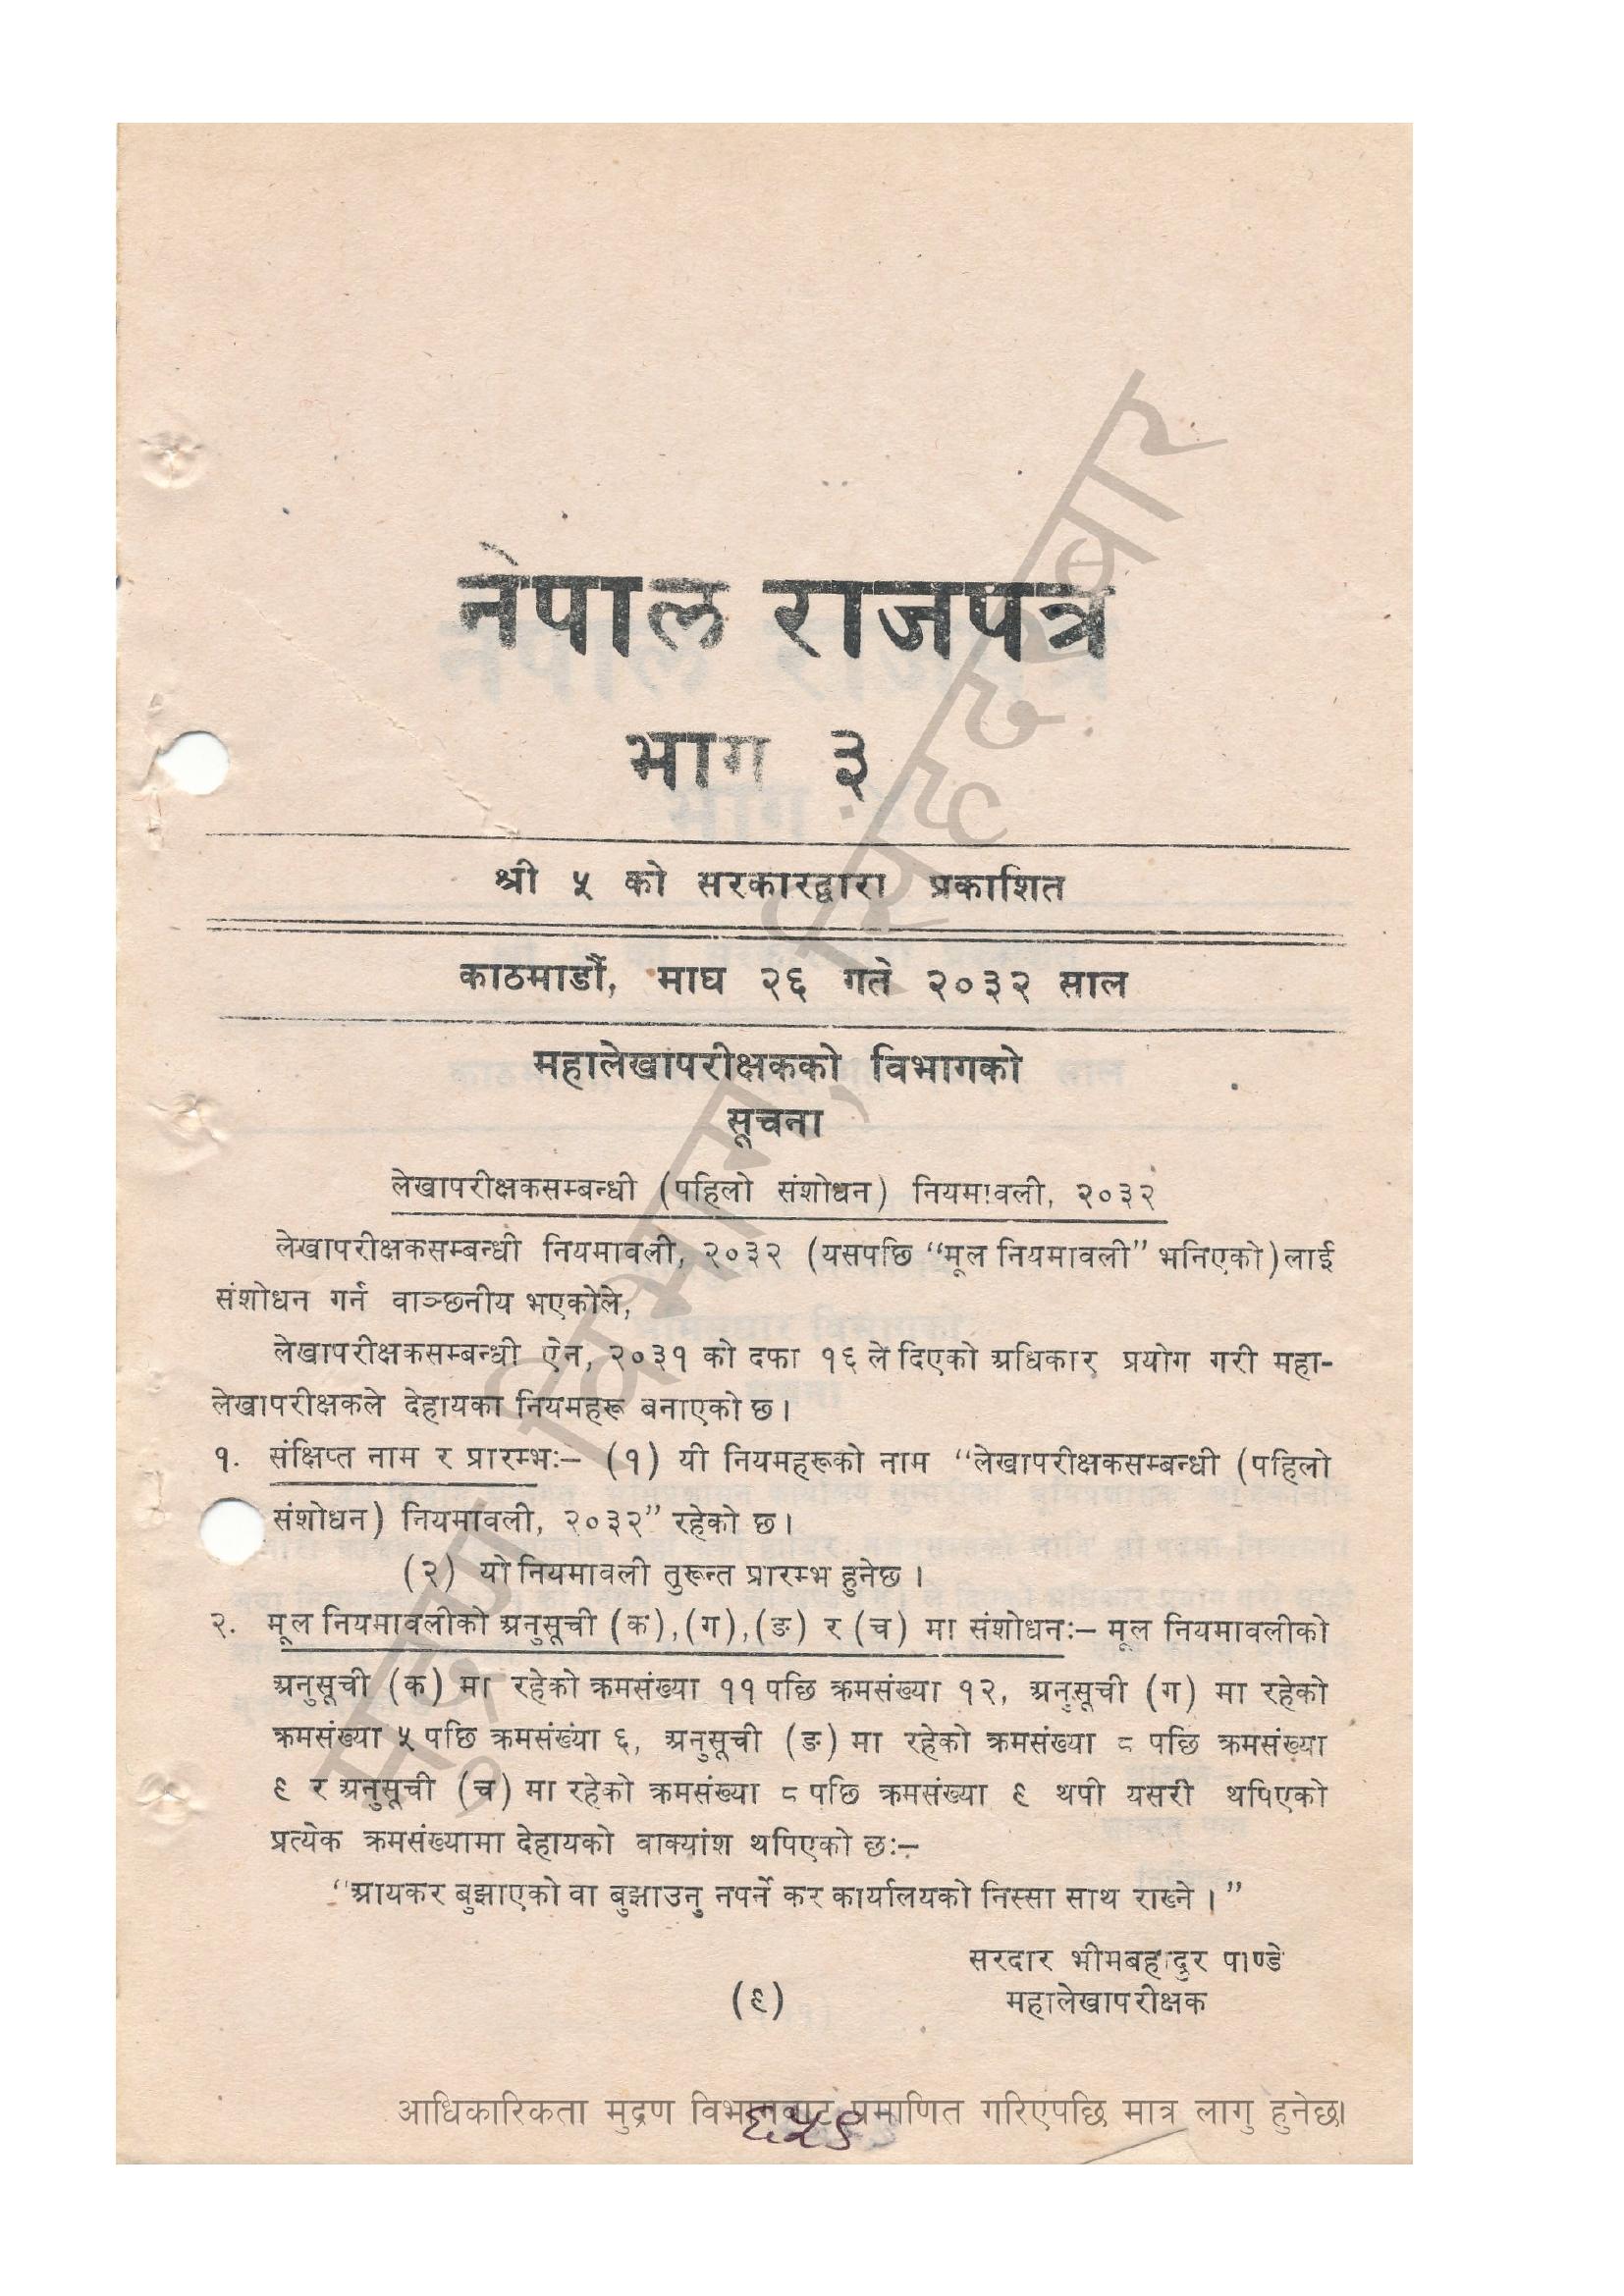 नेपाल राजपत्र
भाग ३
श्री ५ को सरकारद्वारा प्रकाशित
काठमाडौं, माघ २६ गते २०३२ साल
महालेखापरीक्षकको विभागको
सूचना
लेखापरीक्षकसम्बन्धी (पहिलो संशोधन) नियमावली, २०३२
लेखापरीक्षकसम्बन्धी नियमावली, २०३२ (यसपछि “मूल नियमावली” भनिएको)लाई
संशोधन गर्न वाञ्छनीय भएकोले,
लेखापरीक्षकसम्बन्धी ऐन, २०३१ को दफा १६ ले दिएको अधिकार प्रयोग गरी महा-
लेखापरीक्षकले देहायका नियमहरू बनाएको छ।
१. संक्षिप्त नाम र प्रारम्भः– (१) यी नियमहरूको नाम “लेखापरीक्षकसम्बन्धी (पहिलो
संशोधन) नियमावली, २०३२” रहेको छ।
(२) यो नियमावली तुरून्त प्रारम्भ हुनेछ।
२. मूल नियमावलीको अनुसूची (क),(ग),(ङ) र (च) मा संशोधनः– मूल नियमावलीको
अनुसूची (क) मा रहेको क्रमसंख्या ११ पछि क्रमसंख्या १२, अनुसूची (ग) मा रहेको
क्रमसंख्या ५ पछि क्रमसंख्या ६, अनुसूची (ङ) मा रहेको क्रमसंख्या ८ पछि क्रमसंख्या
९ र अनुसूची (च) मा रहेको क्रमसंख्या ८ पछि क्रमसंख्या ९ थपी यसरी थपिएको
प्रत्येक क्रमसंख्यामा देहायको वाक्यांश थपिएको छः–
“आयकर बुझाएको वा बुझाउनु नपर्ने कर कार्यालयको निस्सा साथ राख्ने।”
सरदार भीमबहादुर पाण्डे
(९) महालेखापरीक्षक
आधिकारिकता मुद्रण विभागबाट प्रमाणित गरिएपछि मात्र लागु हुनेछ।
६५९
मुद्रण विभाग, सिंहदरबार